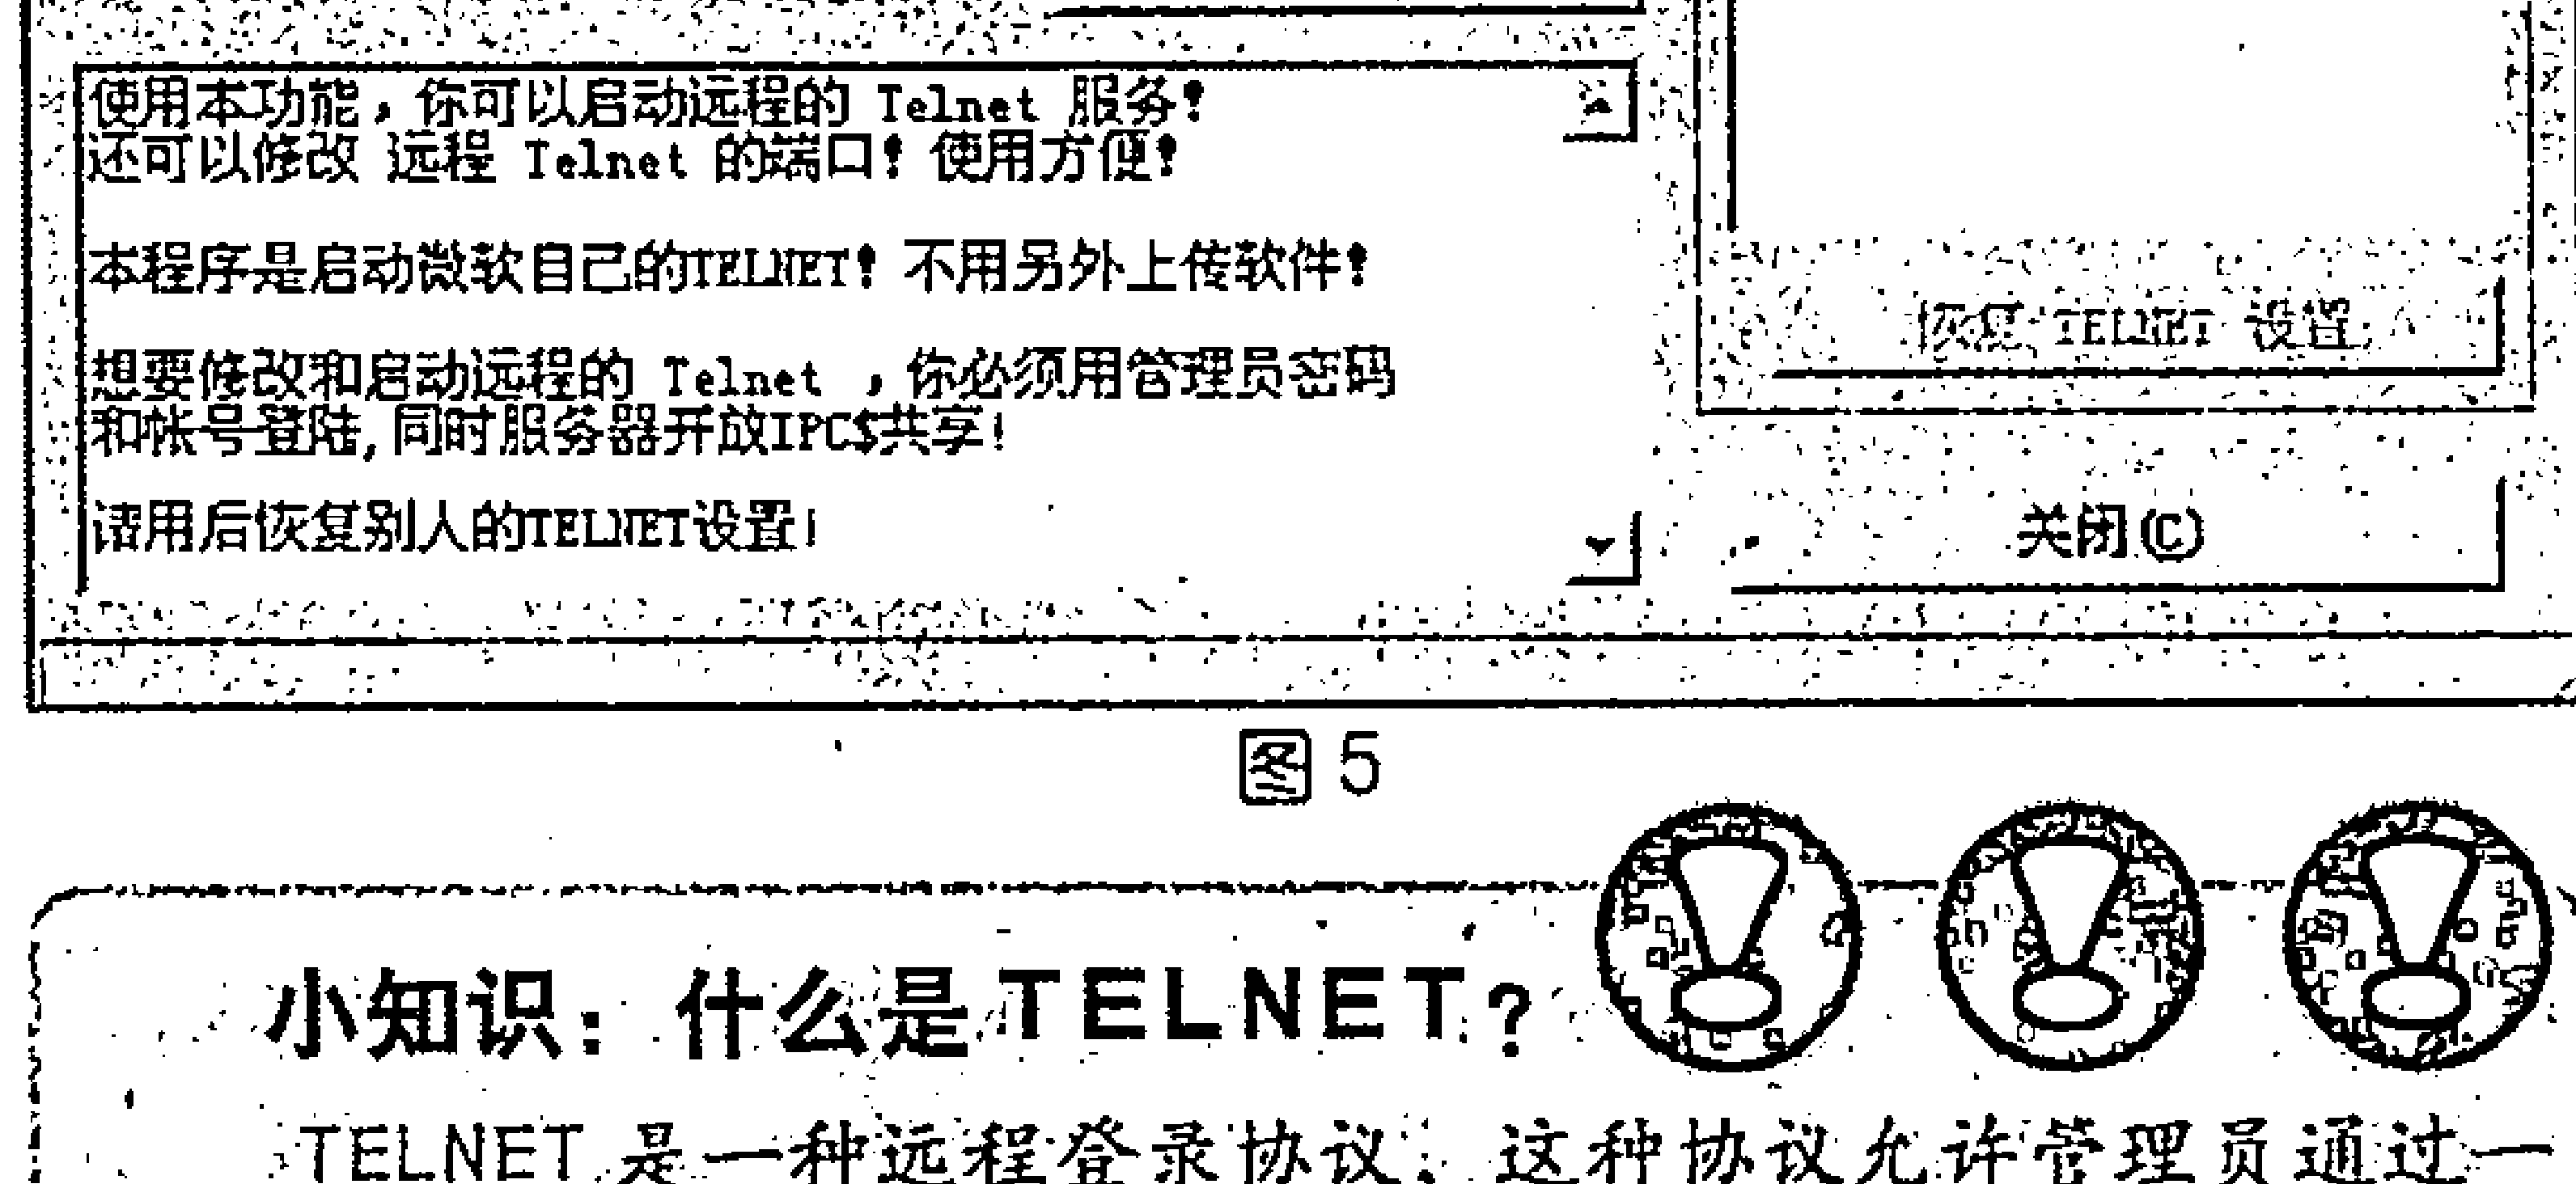 使用本功能，你可以启动远程的 Telnet 服务！
还可以修改 远程 Telnet 的端口！使用方便！
本程序是启动微软自己的TELNET！不用另外上传软件！
想要修改和启动远程的 Telnet ，你必须用管理员密码
和帐号登陆,同时服务器开放IPC$共享!
请用后恢复别人的TELNET设置!
恢复 TELNET 设置
关闭(C)
图5
小知识：什么是TELNET?
TELNET 是一种远程登录协议，这种协议允许管理员通过一